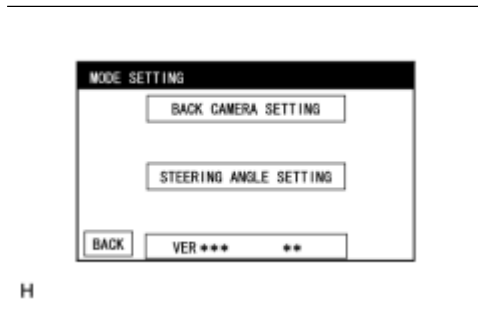 MODE SETTING
BACK CAMERA SETTING
STEERING ANGLE SETTING
BACK VER*** **
H